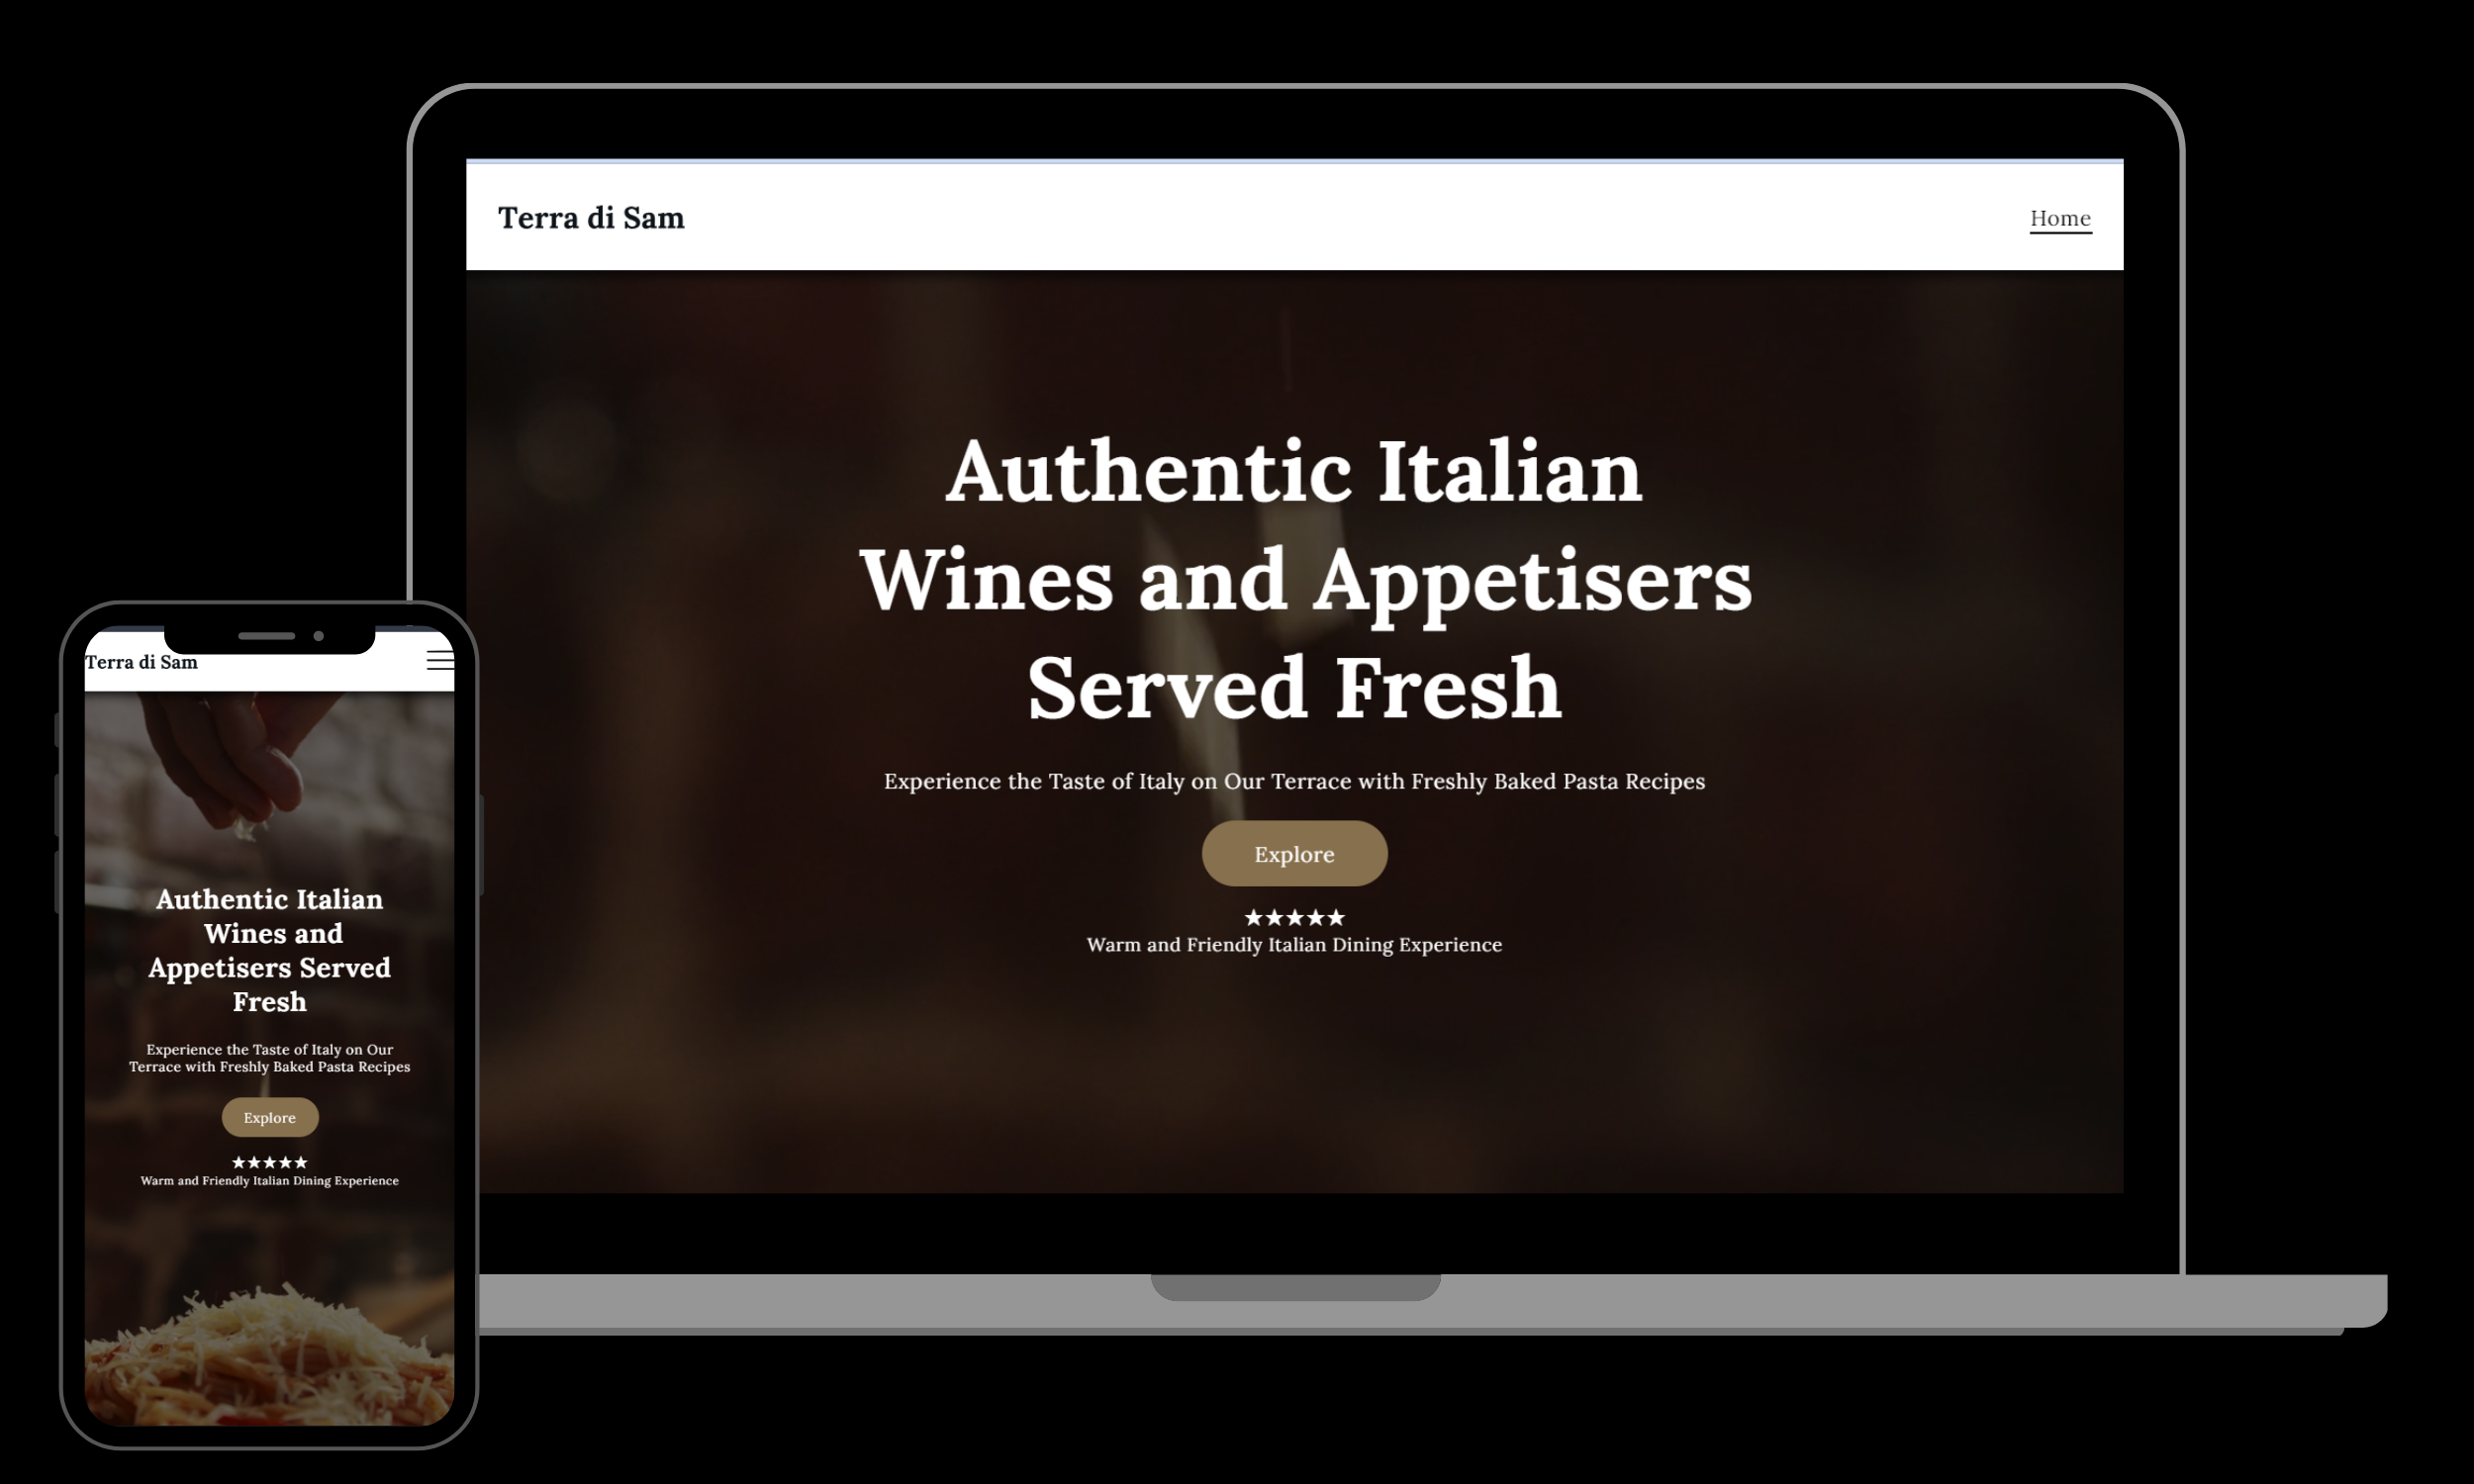 Terra di Sam
Home
Authentic Italian
Wines and Appetisers
Served Fresh
Experience the Taste of Italy on Our Terrace with Freshly Baked Pasta Recipes
Explore
★★★★★
Warm and Friendly Italian Dining Experience
Terra di Sam
Authentic Italian
Wines and
Appetisers Served
Fresh
Experience the Taste of Italy on Our
Terrace with Freshly Baked Pasta Recipes
Explore
★★★★★
Warm and Friendly Italian Dining Experience